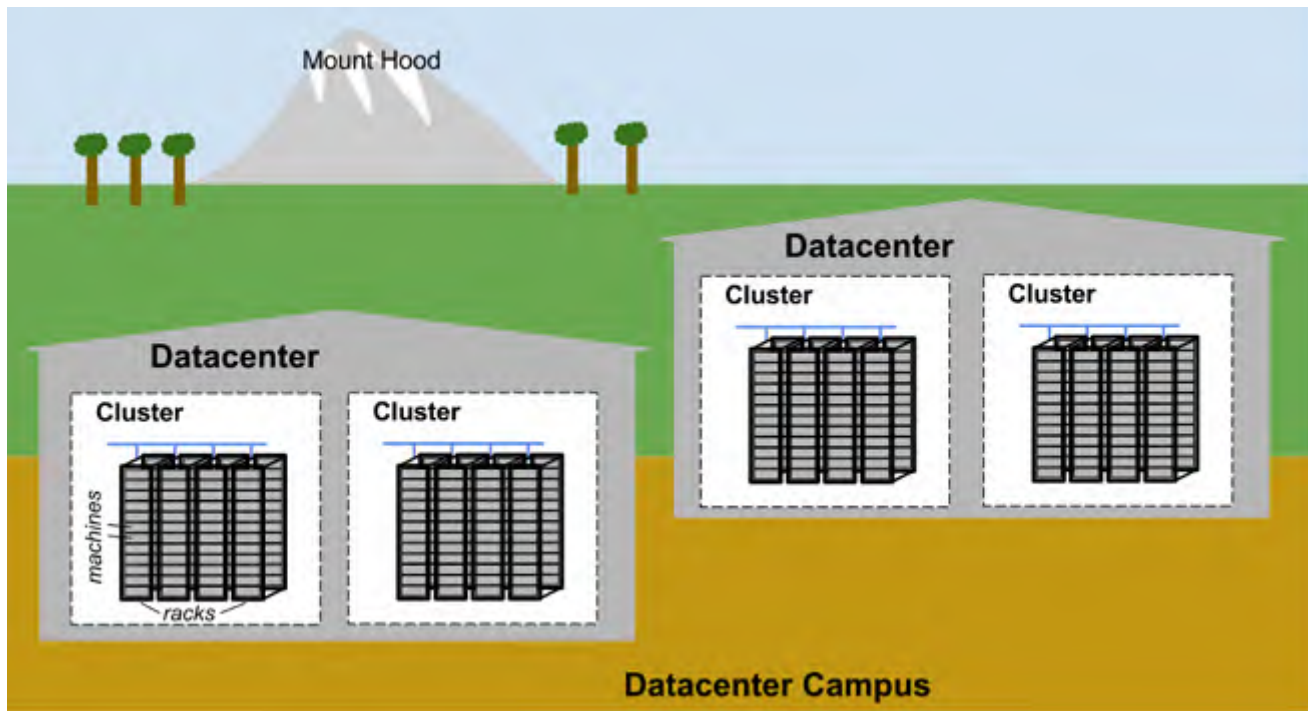 Mount Hood
Datacenter
Cluster
Cluster
Datacenter
Cluster
Cluster
machines
racks
Datacenter Campus